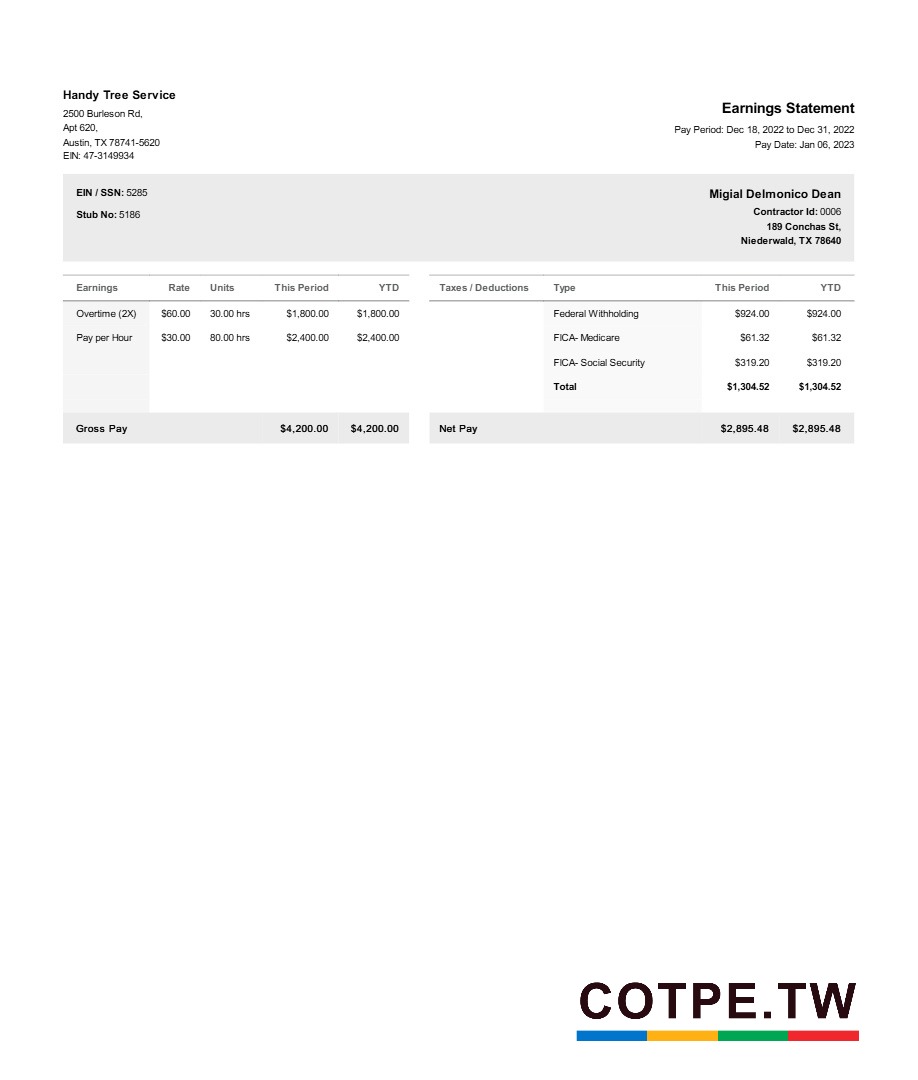 Handy Tree Service
2500 Burleson Rd,
Apt 620,
Austin, TX 78741-5620
EIN: 47-3149934
Earnings Statement
Pay Period: Dec 18, 2022 to Dec 31, 2022
Pay Date: Jan 06, 2023
EIN / SSN: 5285
Stub No: 5186
Migial Delmonico Dean
Contractor Id: 0006
189 Conchas St,
Niederwald, TX 78640
Earnings Rate Units This Period YTD
Overtime (2X) $60.00 30.00 hrs $1,800.00 $1,800.00
Pay per Hour $30.00 80.00 hrs $2,400.00 $2,400.00
Gross Pay $4,200.00 $4,200.00
Taxes / Deductions Type This Period YTD
Federal Withholding $924.00 $924.00
FICA- Medicare $61.32 $61.32
FICA- Social Security $319.20 $319.20
Total $1,304.52 $1,304.52
Net Pay $2,895.48 $2,895.48
COTPE.TW